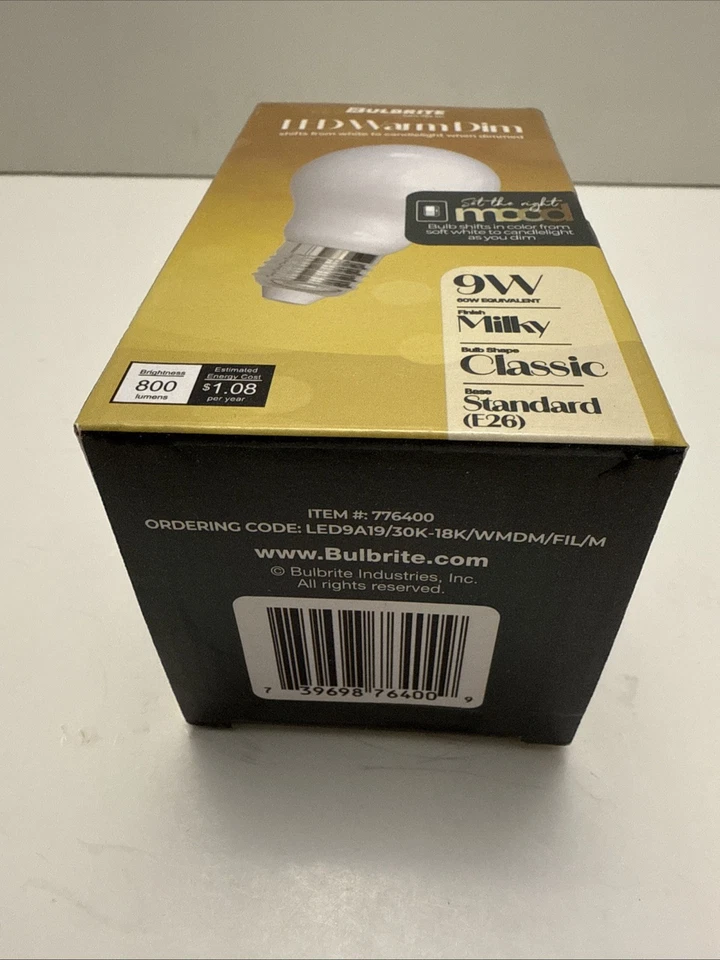 BULBRITE
LED Warm Dim
shifts from white to candlelight when dimmed
Set the right
mood
Bulb shifts in color from
soft white to candlelight
as you dim
9W
60W EQUIVALENT
Finish
Milky
Bulb Shape
Classic
Base
Standard
(E26)
Brightness
800
lumens
Estimated
Energy Cost
$1.08
per year
ITEM #: 776400
ORDERING CODE: LED9A19/30K-18K/WMDM/FIL/M
www.Bulbrite.com
© Bulbrite Industries, Inc.
All rights reserved.
7 39698 76400 9